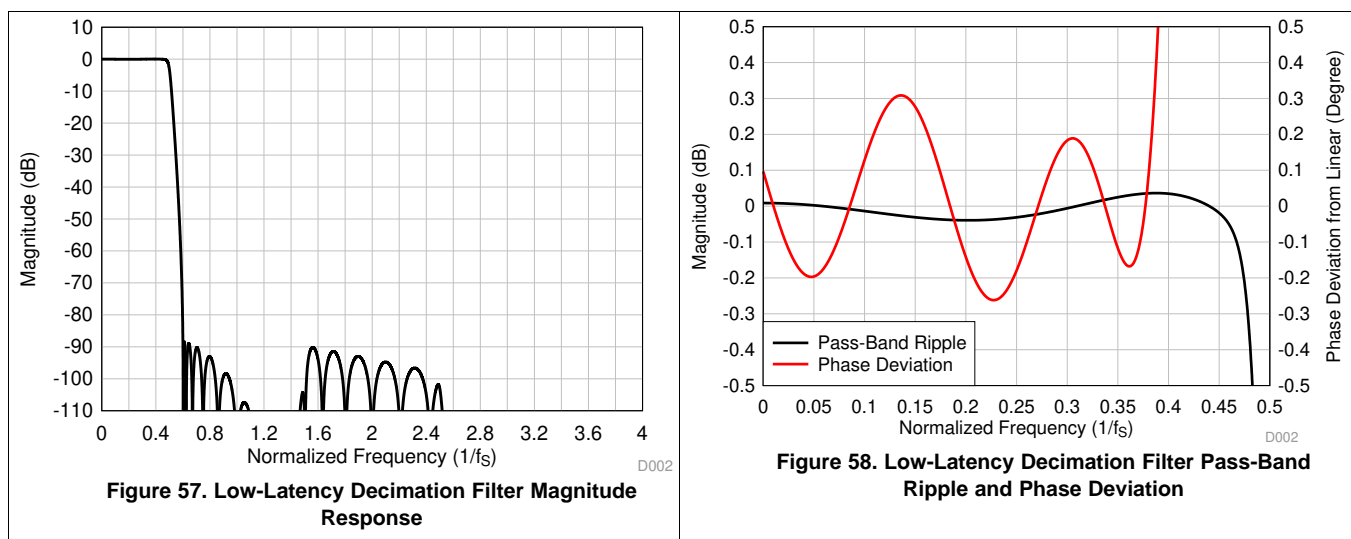 10
0
-10
-20
-30
-40
-50
-60
-70
-80
-90
-100
-110
Magnitude (dB)
0 0.4 0.8 1.2 1.6 2 2.4 2.8 3.2 3.6 4
Normalized Frequency (1/fS)
D002
Figure 57. Low-Latency Decimation Filter Magnitude
Response
0.5
0.4
0.3
0.2
0.1
0
-0.1
-0.2
-0.3
-0.4
-0.5
Magnitude (dB)
Pass-Band Ripple
Phase Deviation
0.5
0.4
0.3
0.2
0.1
0
-0.1
-0.2
-0.3
-0.4
-0.5
Phase Deviation from Linear (Degree)
0 0.05 0.1 0.15 0.2 0.25 0.3 0.35 0.4 0.45 0.5
Normalized Frequency (1/fS)
D002
Figure 58. Low-Latency Decimation Filter Pass-Band
Ripple and Phase Deviation